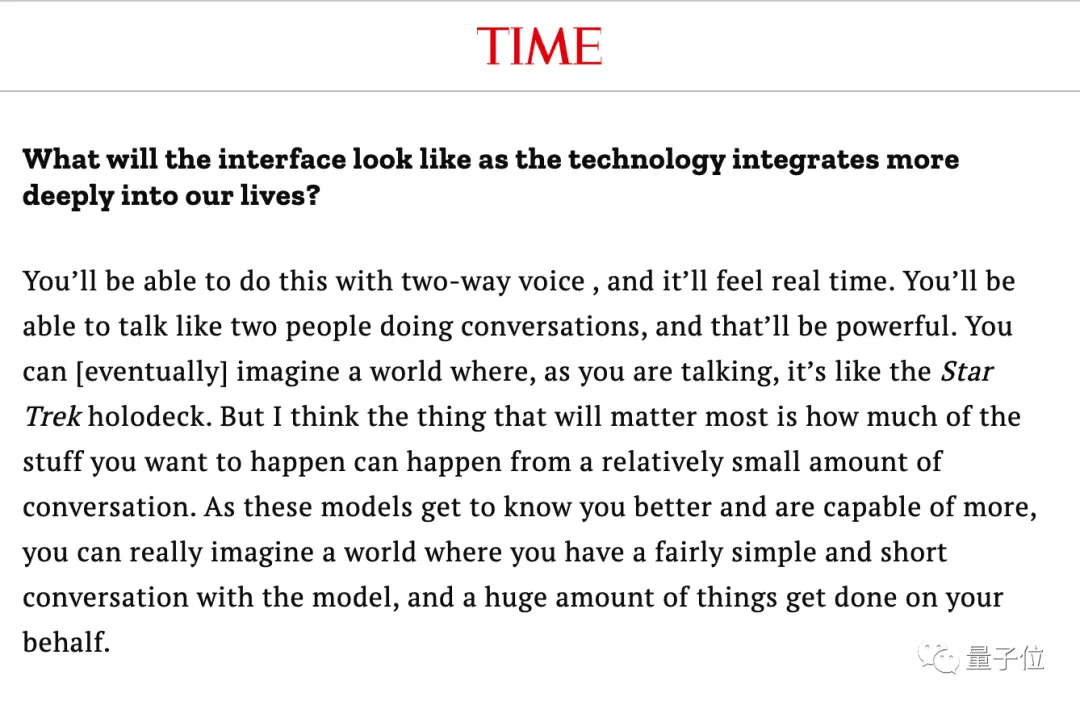 TIME
What will the interface look like as the technology integrates more
deeply into our lives?
You’ll be able to do this with two-way voice , and it’ll feel real time. You’ll be
able to talk like two people doing conversations, and that’ll be powerful. You
can [eventually] imagine a world where, as you are talking, it’s like the Star
Trek holodeck. But I think the thing that will matter most is how much of the
stuff you want to happen can happen from a relatively small amount of
conversation. As these models get to know you better and are capable of more,
you can really imagine a world where you have a fairly simple and short
conversation with the model, and a huge amount of things get done on your
behalf.
量子位